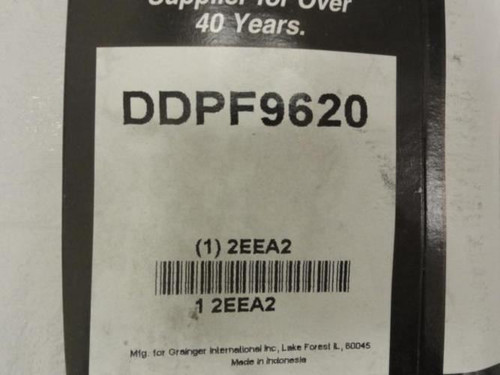 Supplier for Over
40 Years.
DDPF9620
(1) 2EEA2
1 2EEA2
Mfg. for Grainger International Inc, Lake Forest IL, 60045
Made in Indonesia